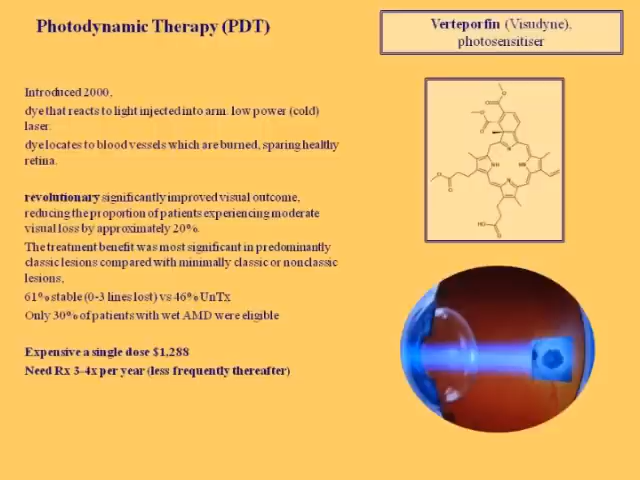 Photodynamic Therapy (PDT)
Verteporfin (Visudyne),
photosensitiser
Introduced 2000,
dye that reacts to light injected into arm. low power (cold)
laser.
dye locates to blood vessels which are burned, sparing healthy
retina.
revolutionary significantly improved visual outcome,
reducing the proportion of patients experiencing moderate
visual loss by approximately 20%.
The treatment benefit was most significant in predominantly
classic lesions compared with minimally classic or nonclassic
lesions,
61% stable (0-3 lines lost) vs 46% UnTx
Only 30% of patients with wet AMD were eligible
Expensive a single dose $1,288
Need Rx 3-4x per year (less frequently thereafter)